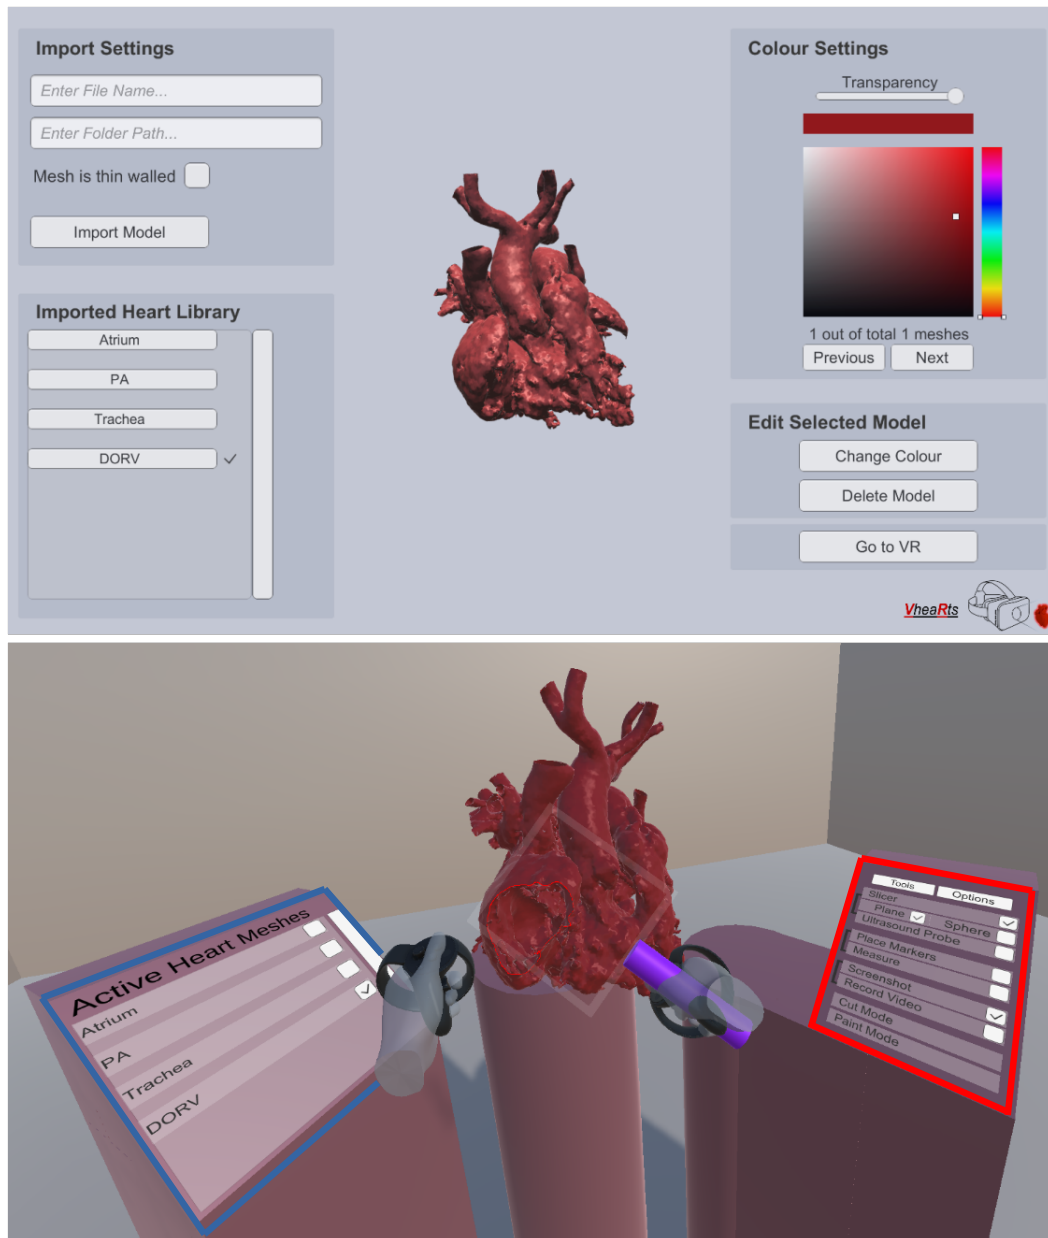 Import Settings
Enter File Name...
Enter Folder Path...
Mesh is thin walled
Import Model
Imported Heart Library
Atrium
PA
Trachea
DORV
Colour Settings
Transparency
1 out of total 1 meshes
Previous
Next
Edit Selected Model
Change Colour
Delete Model
Go to VR
VheaRts
Active Heart Meshes
Atrium
PA
Trachea
DORV
Tools
Options
Slicer
Plane
Sphere
Ultrasound Probe
Place Markers
Measure
Screenshot
Record Video
Cut Mode
Paint Mode